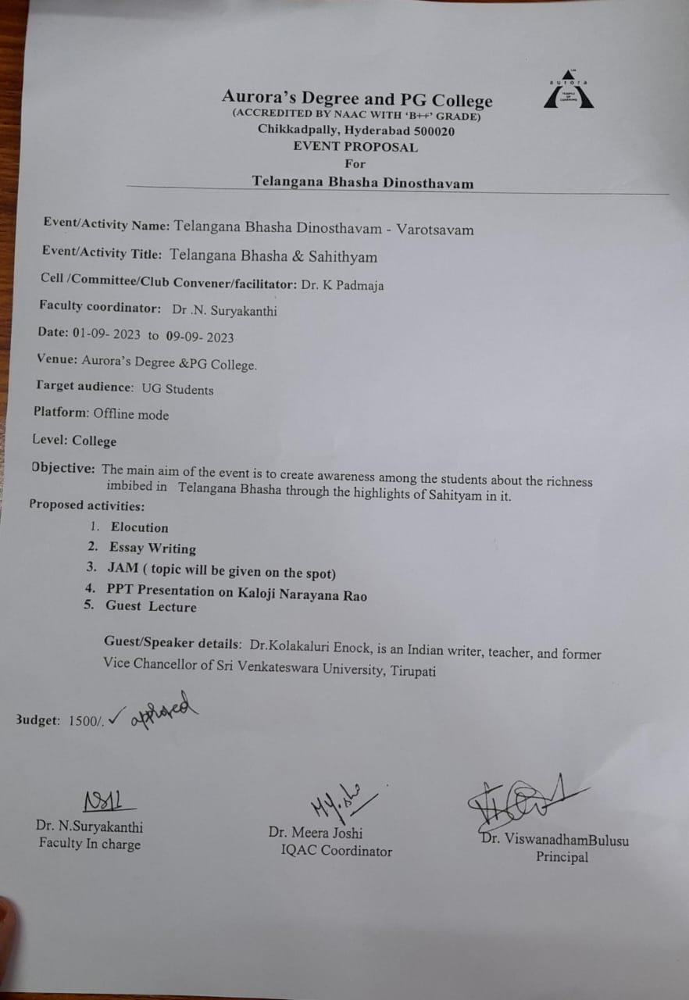 aurora
TEMPLE
OF
LEARNING
Aurora's Degree and PG College
(ACCREDITED BY NAAC WITH 'B++' GRADE)
Chikkadpally, Hyderabad 500020
EVENT PROPOSAL
For
Telangana Bhasha Dinosthavam
Event/Activity Name: Telangana Bhasha Dinosthavam - Varotsavam
Event/Activity Title: Telangana Bhasha & Sahithyam
Cell /Committee/Club Convener/facilitator: Dr. K Padmaja
Faculty coordinator: Dr .N. Suryakanthi
Date: 01-09- 2023 to 09-09- 2023
Venue: Aurora's Degree &PG College.
Target audience: UG Students
Platform: Offline mode
Level: College
Objective: The main aim of the event is to create awareness among the students about the richness
imbibed in Telangana Bhasha through the highlights of Sahityam in it.
Proposed activities:
1. Elocution
2. Essay Writing
3. JAM ( topic will be given on the spot)
4. PPT Presentation on Kaloji Narayana Rao
5. Guest Lecture
Guest/Speaker details: Dr.Kolakaluri Enock, is an Indian writer, teacher, and former
Vice Chancellor of Sri Venkateswara University, Tirupati
Budget: 1500/. ✓ approved
Dr. N.Suryakanthi
Faculty In charge
Dr. Meera Joshi
IQAC Coordinator
Dr. ViswanadhamBulusu
Principal